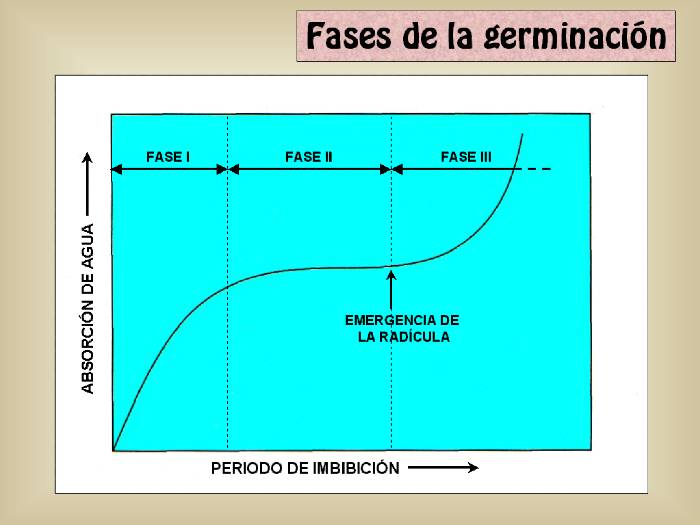 Fases de la germinación
FASE I
FASE II
FASE III
ABSORCIÓN DE AGUA
EMERGENCIA DE
LA RADÍCULA
PERIODO DE IMBIBICIÓN